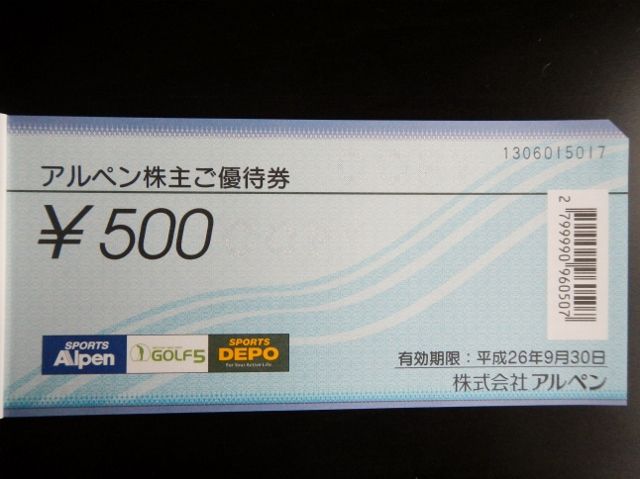 1306015017
アルペン株主ご優待券
¥500
2799990960507
SPORTS
Alpen
GOLF5
SPORTS
DEPO
For Your Active Life
有効期限：平成26年9月30日
株式会社アルペン